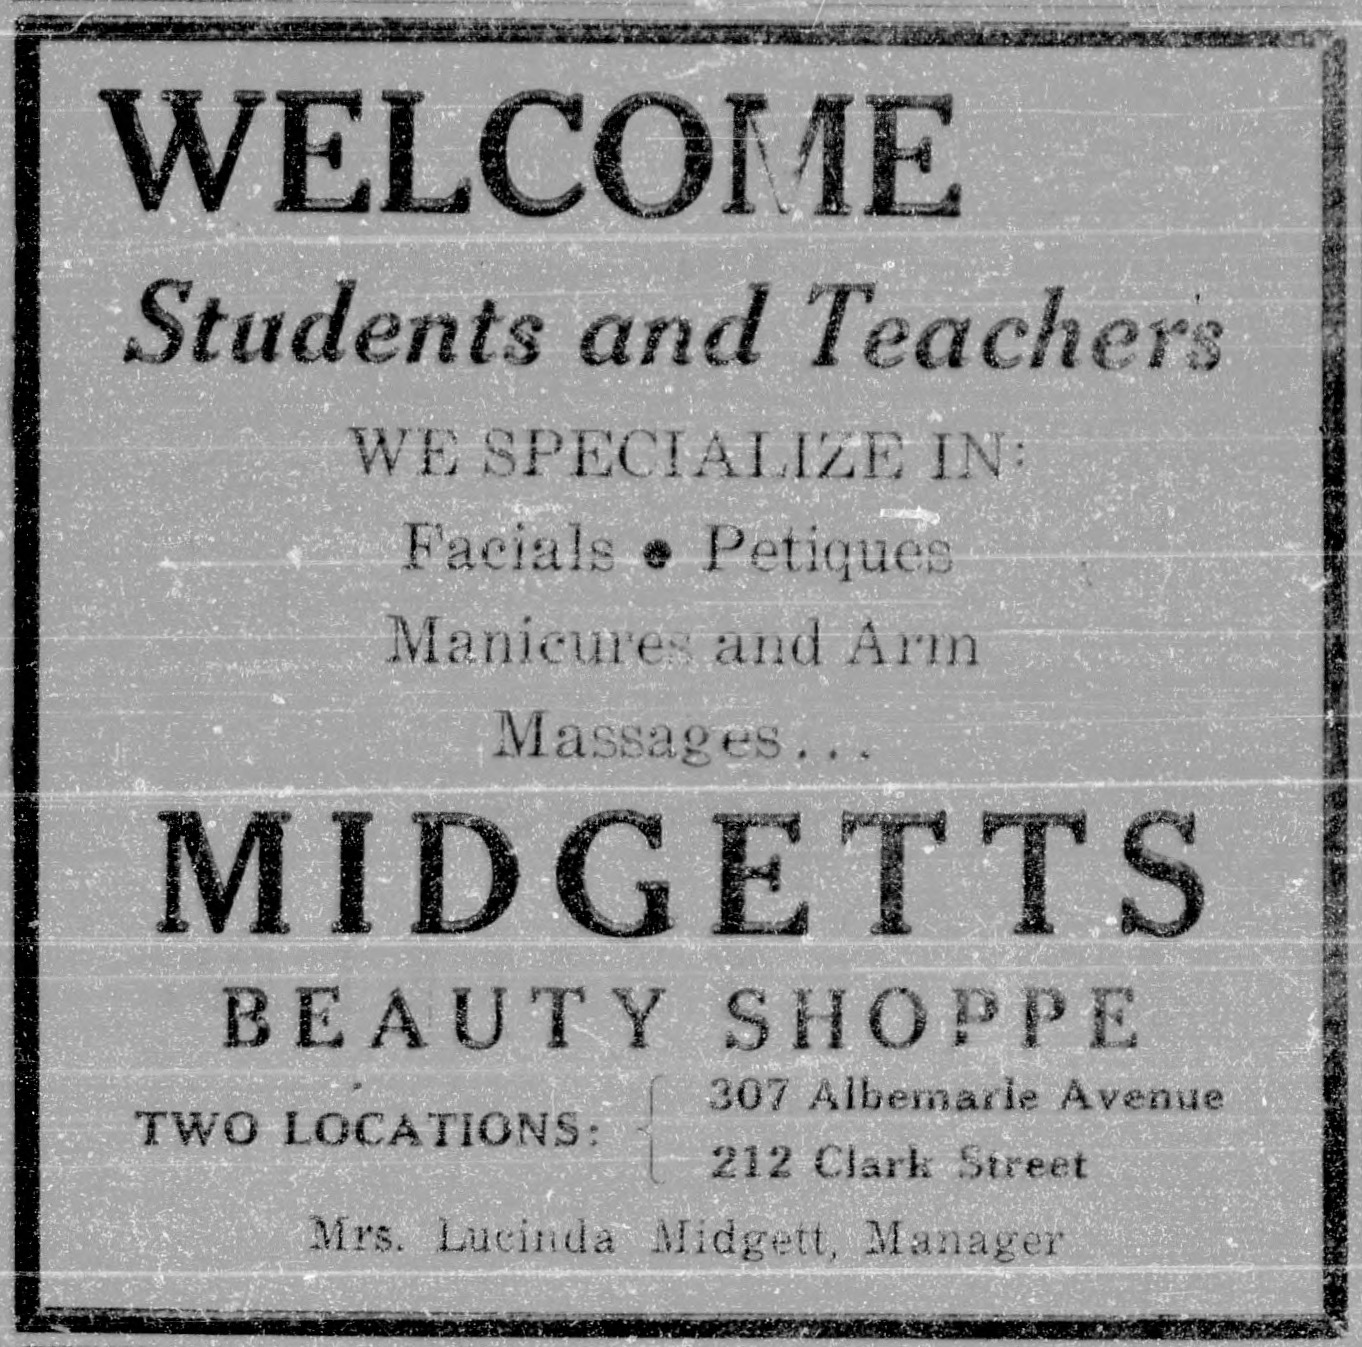 WELCOME
Students and Teachers
WE SPECIALIZE IN:
Facials • Petiques
Manicures and Arm
Massages...
MIDGETTS
BEAUTY SHOPPE
TWO LOCATIONS:
307 Albemarle Avenue
212 Clark Street
Mrs. Lucinda Midgett, Manager